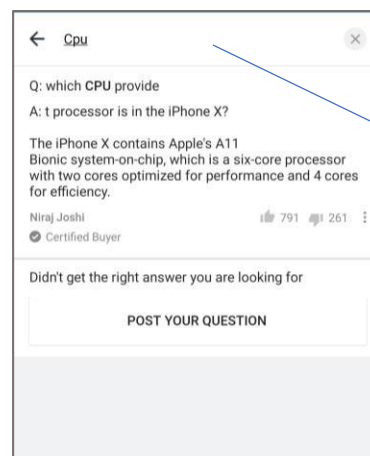 Cpu
Q: which CPU provide
A: t processor is in the iPhone X?
The iPhone X contains Apple's A11
Bionic system-on-chip, which is a six-core processor
with two cores optimized for performance and 4 cores
for efficiency.
Niraj Joshi 791 261
Certified Buyer
Didn't get the right answer you are looking for
POST YOUR QUESTION